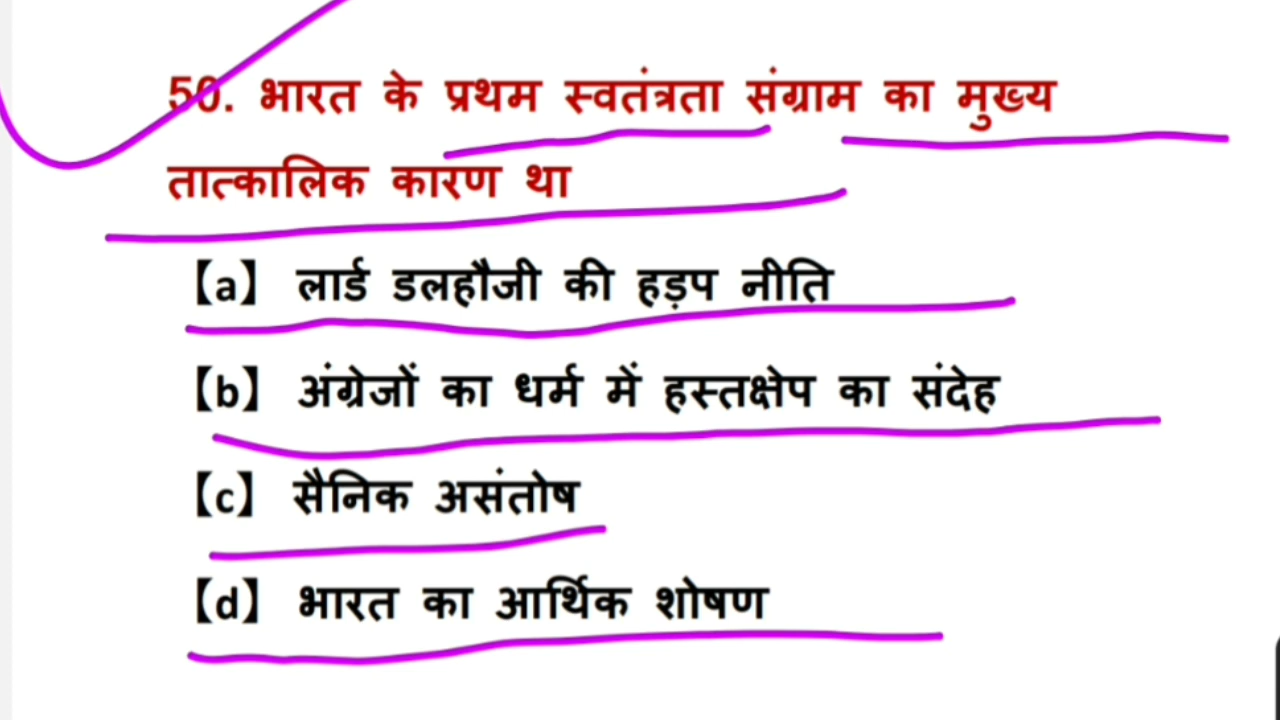 50. भारत के प्रथम स्वतंत्रता संग्राम का मुख्य
तात्कालिक कारण था
【a】 लार्ड डलहौजी की हड़प नीति
【b】 अंग्रेजों का धर्म में हस्तक्षेप का संदेह
【c】 सैनिक असंतोष
【d】 भारत का आर्थिक शोषण